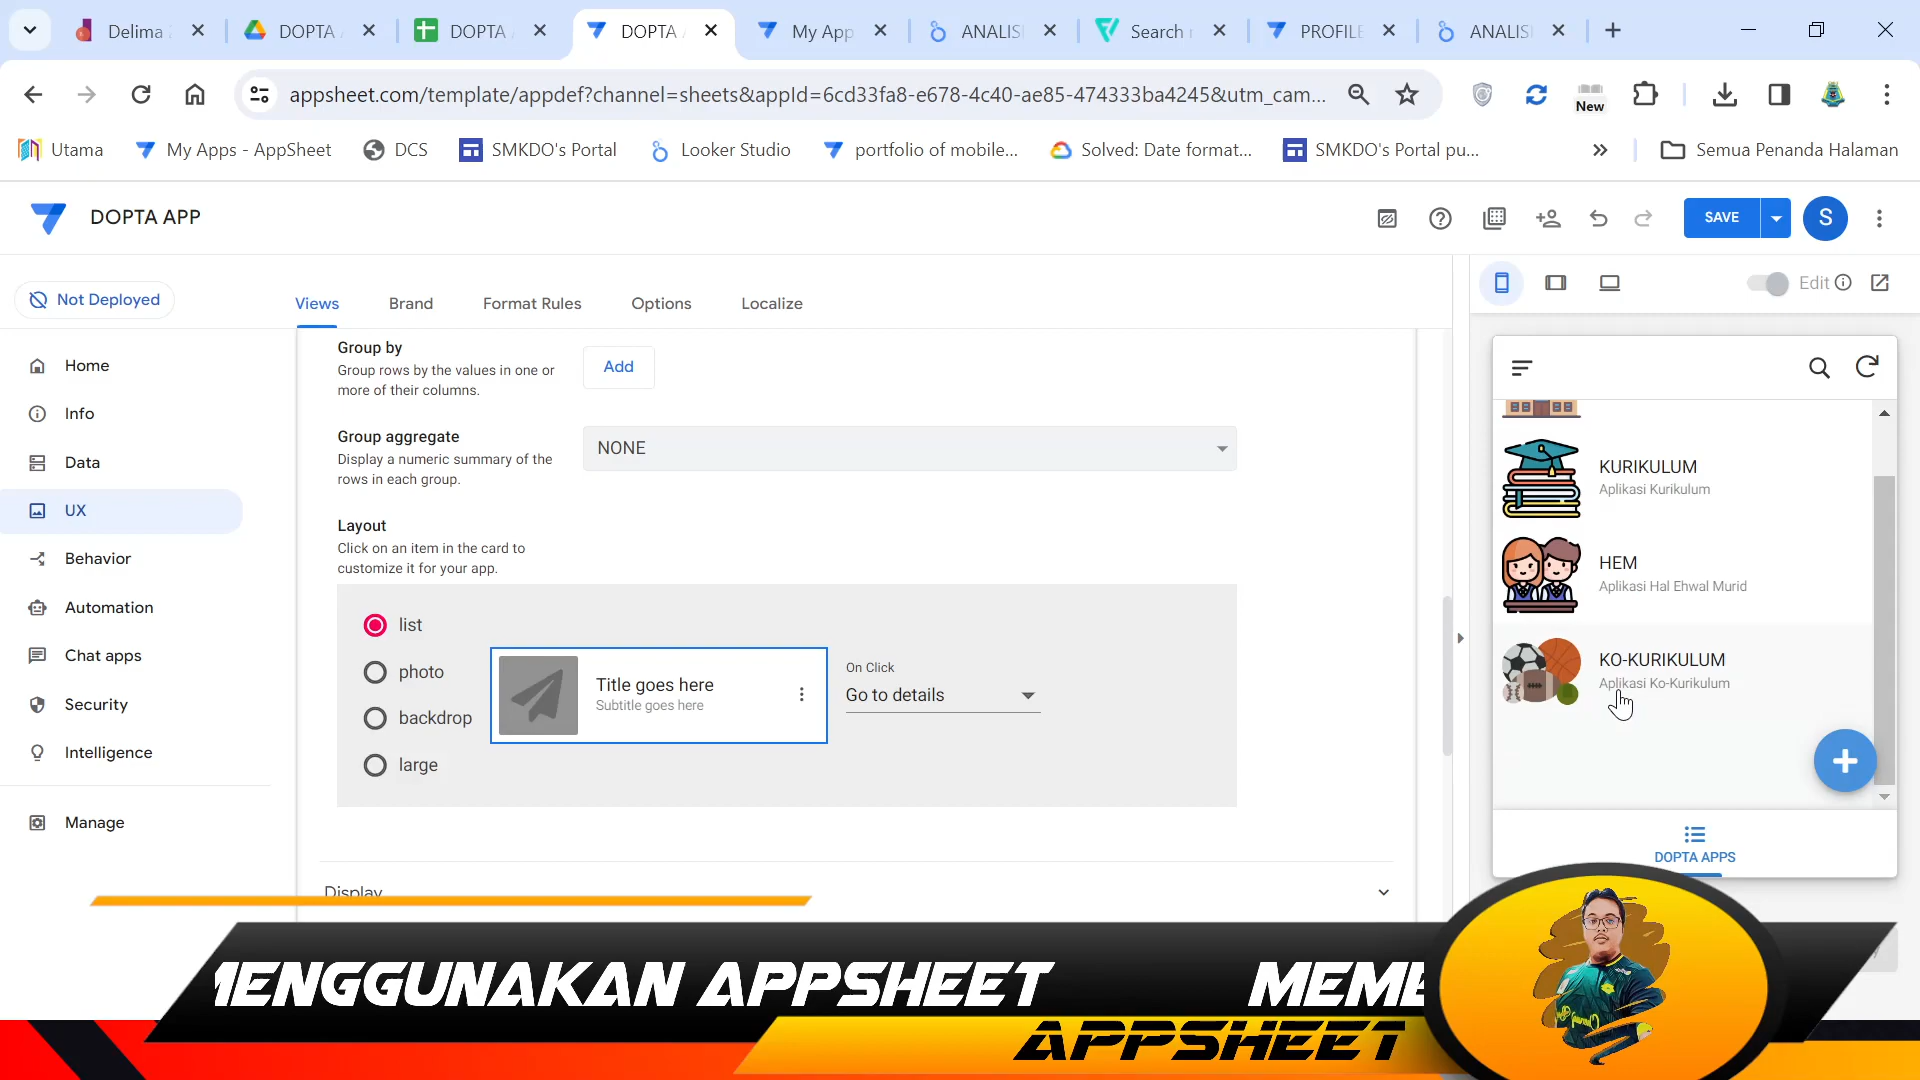 Delima
DOPTA
DOPTA
DOPTA
My App
ANALIS
Search
PROFILE
ANALIS
appsheet.com/template/appdef?channel=sheets&appId=6cd33fa8-e678-4c40-ae85-474333ba4245&utm_cam...
New
Utama
My Apps - AppSheet
DCS
SMKDO's Portal
Looker Studio
portfolio of mobile...
Solved: Date format...
SMKDO's Portal pu...
Semua Penanda Halaman
DOPTA APP
SAVE
S
Not Deployed
Views
Brand
Format Rules
Options
Localize
Edit
Home
Info
Data
UX
Behavior
Automation
Chat apps
Security
Intelligence
Manage
Group by
Group rows by the values in one or
more of their columns.
Add
Group aggregate
Display a numeric summary of the
rows in each group.
NONE
Layout
Click on an item in the card to
customize it for your app.
list
photo
backdrop
large
Title goes here
Subtitle goes here
On Click
Go to details
Display
KURIKULUM
Aplikasi Kurikulum
HEM
Aplikasi Hal Ehwal Murid
KO-KURIKULUM
Aplikasi Ko-Kurikulum
DOPTA APPS
MENGGUNAKAN APPSHEET
MEME
APPSHEET